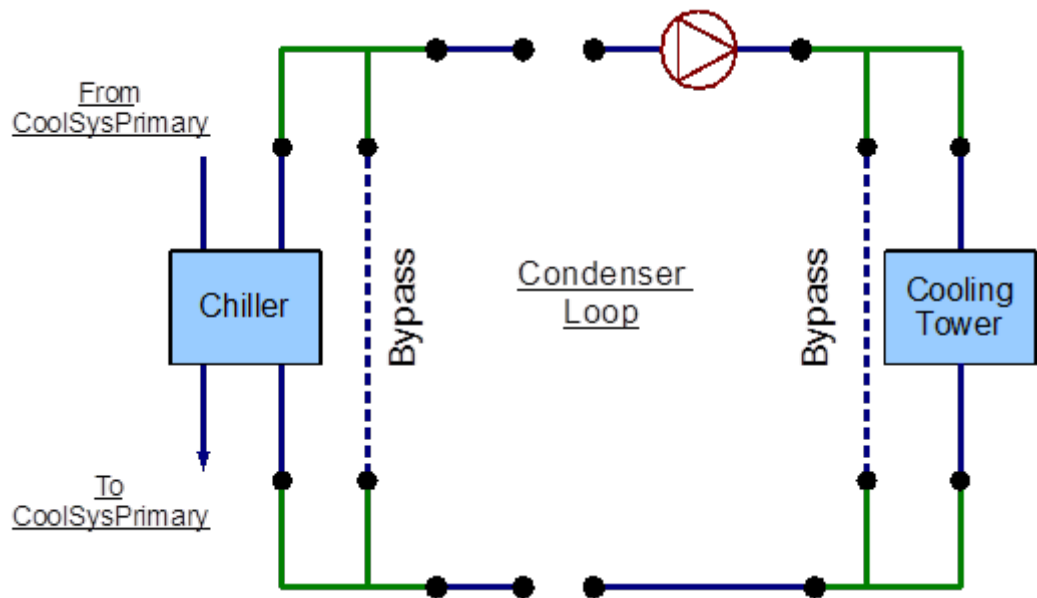 From
CoolSysPrimary
Chiller
Bypass
Condenser
Loop
Bypass
Cooling
Tower
To
CoolSysPrimary